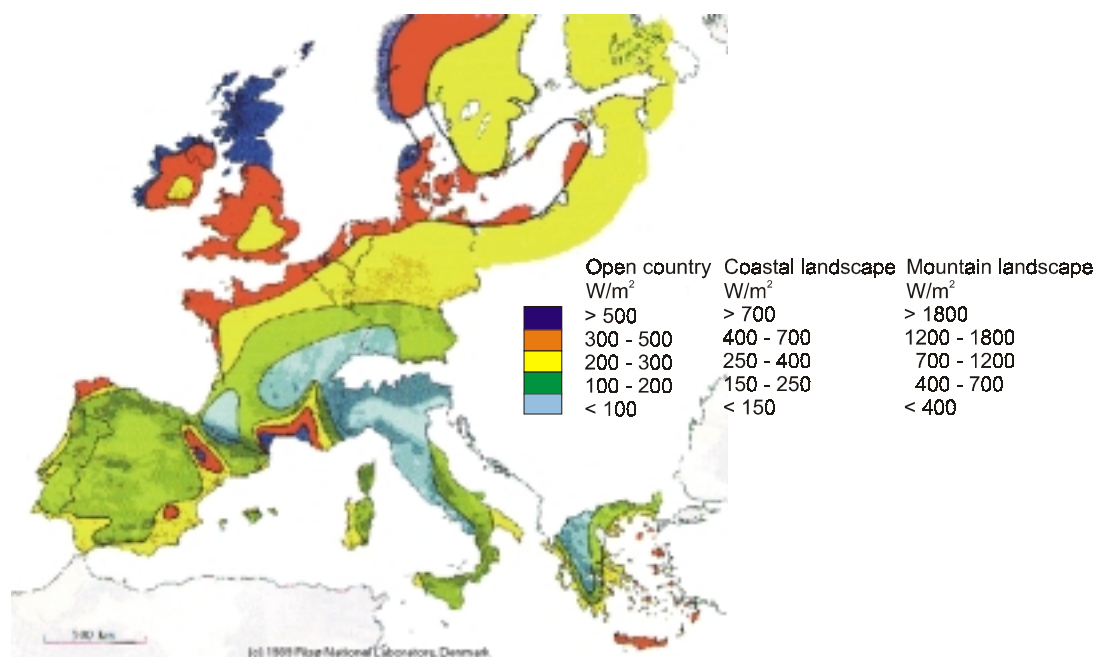 Open country Coastal landscape Mountain landscape
W/m² W/m² W/m²
> 500 > 700 > 1800
300 - 500 400 - 700 1200 - 1800
200 - 300 250 - 400 700 - 1200
100 - 200 150 - 250 400 - 700
< 100 < 150 < 400
500 km
(c) 1989 Risø National Laboratory, Denmark